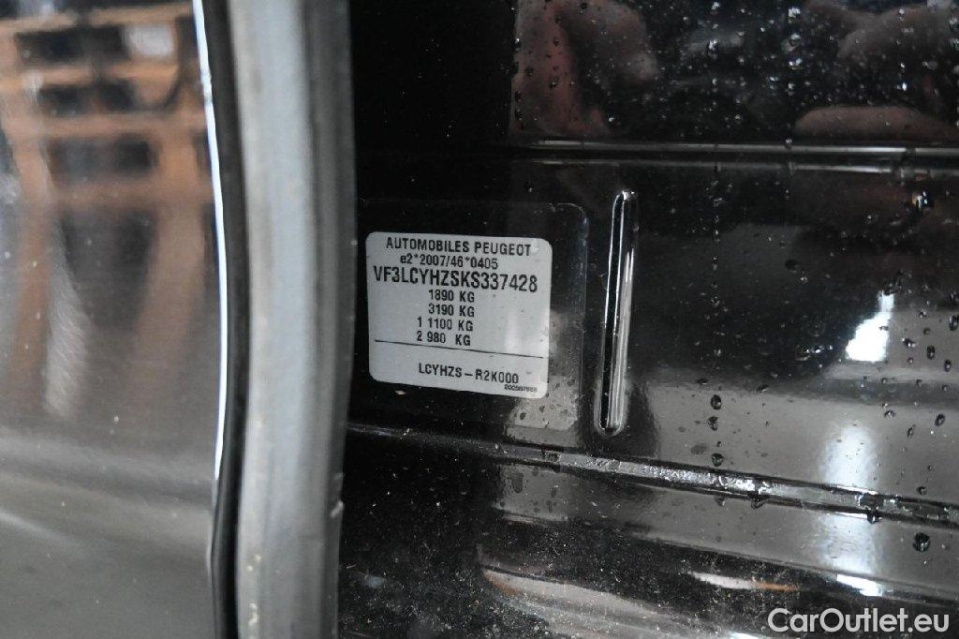 AUTOMOBILES PEUGEOT
e2*2007/46*0405
VF3LCYHZSKS337428
1890 KG
3190 KG
1 1100 KG
2 980 KG
LCYHZS-R2K000
CarOutlet.eu